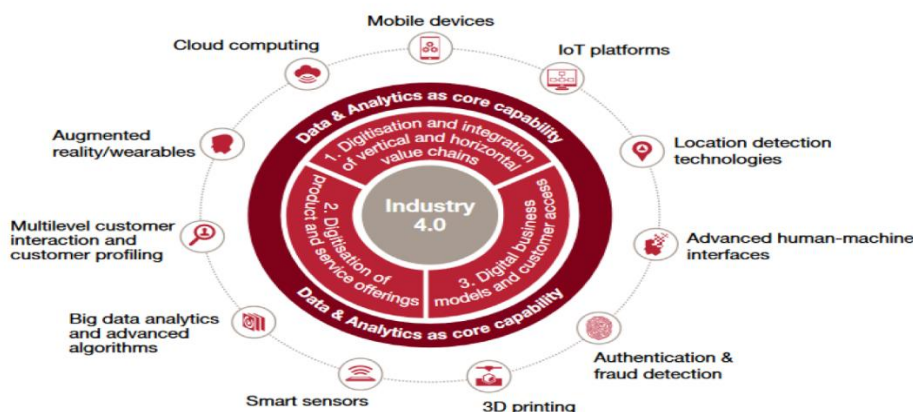 Mobile devices
Cloud computing
IoT platforms
Augmented
reality/wearables
Location detection
technologies
Multilevel customer
interaction and
customer profiling
Advanced human-machine
interfaces
Big data analytics
and advanced
algorithms
Authentication &
fraud detection
Smart sensors
3D printing
Data & Analytics as core capability
1. Digitisation and integration
of vertical and horizontal
value chains
2. Digitisation of
product and service offerings
3. Digital business
models and customer access
Industry
4.0
Data & Analytics as core capability
1